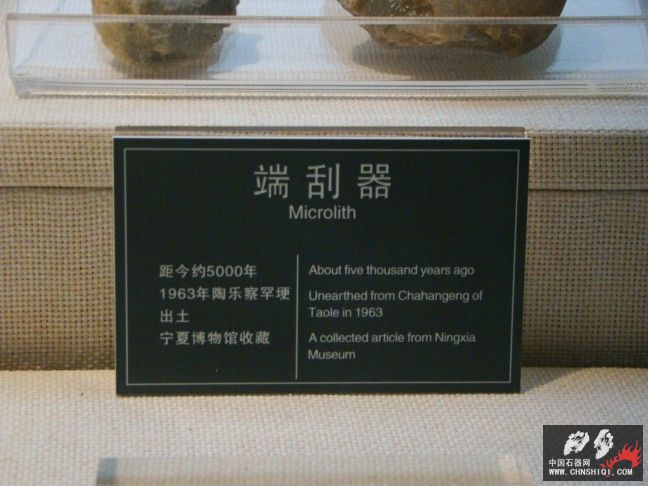 端刮器
Microlith
距今约5000年
1963年陶乐察罕埂
出土
宁夏博物馆收藏
About five thousand years ago
Unearthed from Chahangeng of
Taole in 1963
A collected article from Ningxia
Museum
中国石器网
WWW.CHNSHIQI.COM